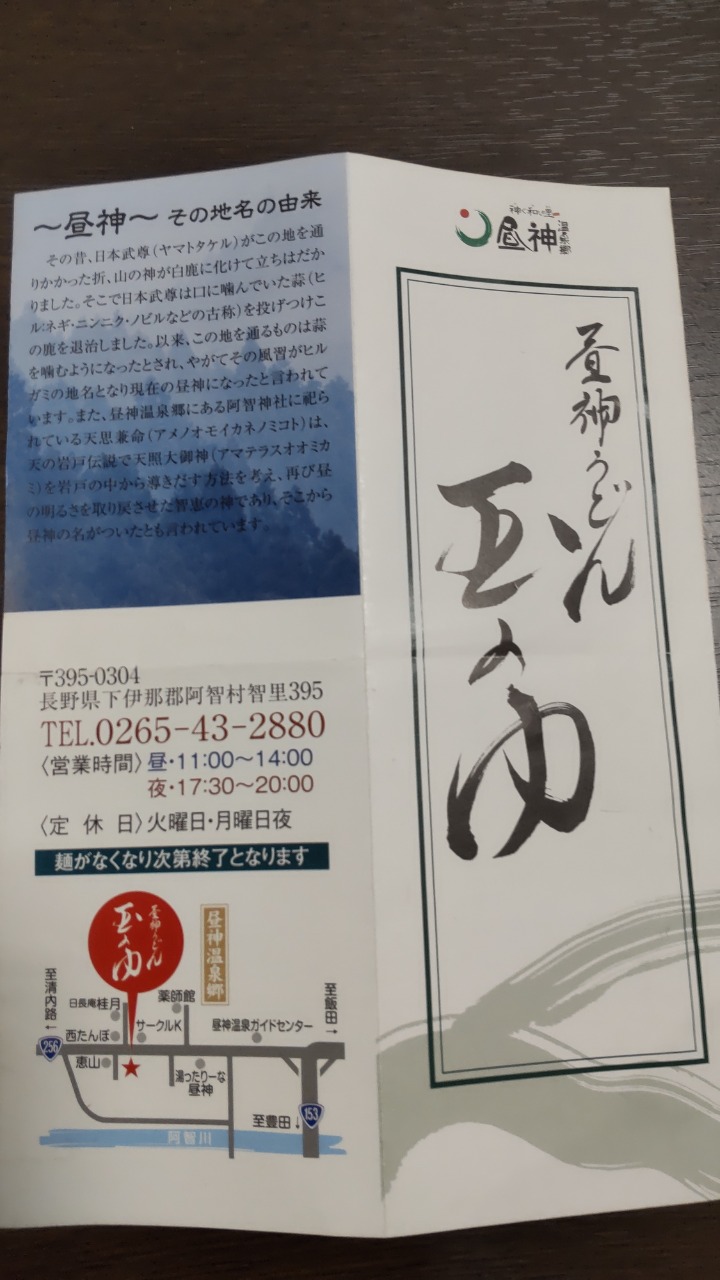 ～昼神～ その地名の由来
その昔、日本武尊(ヤマトタケル)がこの地を通
りかかった折、山の神が白鹿に化けて立ちはだか
りました。そこで日本武尊は口に噛んでいた蒜(ヒ
ル:ネギ・ニンニク・ノビルなどの古称)を投げつけこ
の鹿を退治しました。以来、この地を通るものは蒜
を噛むようになったとされ、やがてその風習がヒル
ガミの地名となり現在の昼神になったと言われて
います。また、昼神温泉郷にある阿智神社に祀ら
れている天思兼命(アメノオモイカネノミコト)は、
天の岩戸伝説で天照大御神(アマテラスオオミカ
ミ)を岩戸の中から導きだす方法を考え、再び昼
の明るさを取り戻させた智恵の神であり、そこから
昼神の名がついたとも言われています。
〒395-0304
長野県下伊那郡阿智村智里395
TEL.0265-43-2880
〈営業時間〉昼・11:00～14:00
夜・17:30～20:00
〈定 休 日〉火曜日・月曜日夜
麺がなくなり次第終了となります
昼神うどん
玉の湯
昼神温泉郷
至清内路
日長庵桂月
薬師館
西たんぼ
サークルK
昼神温泉ガイドセンター
至飯田
256
恵山
湯ったりーな
昼神
至豊田
153
阿智川
昼神
温泉郷
昼神うどん
玉の湯